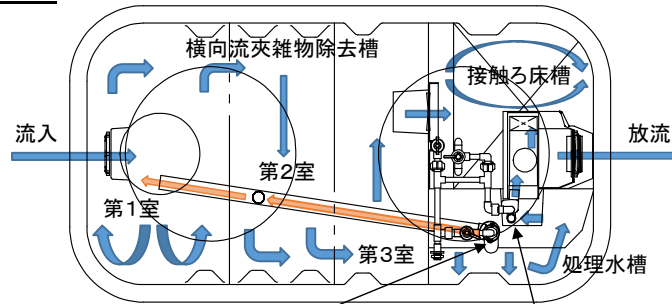 横向流夾雑物除去槽
接触ろ床槽
流入
放流
第2室
第1室
第3室
処理水槽